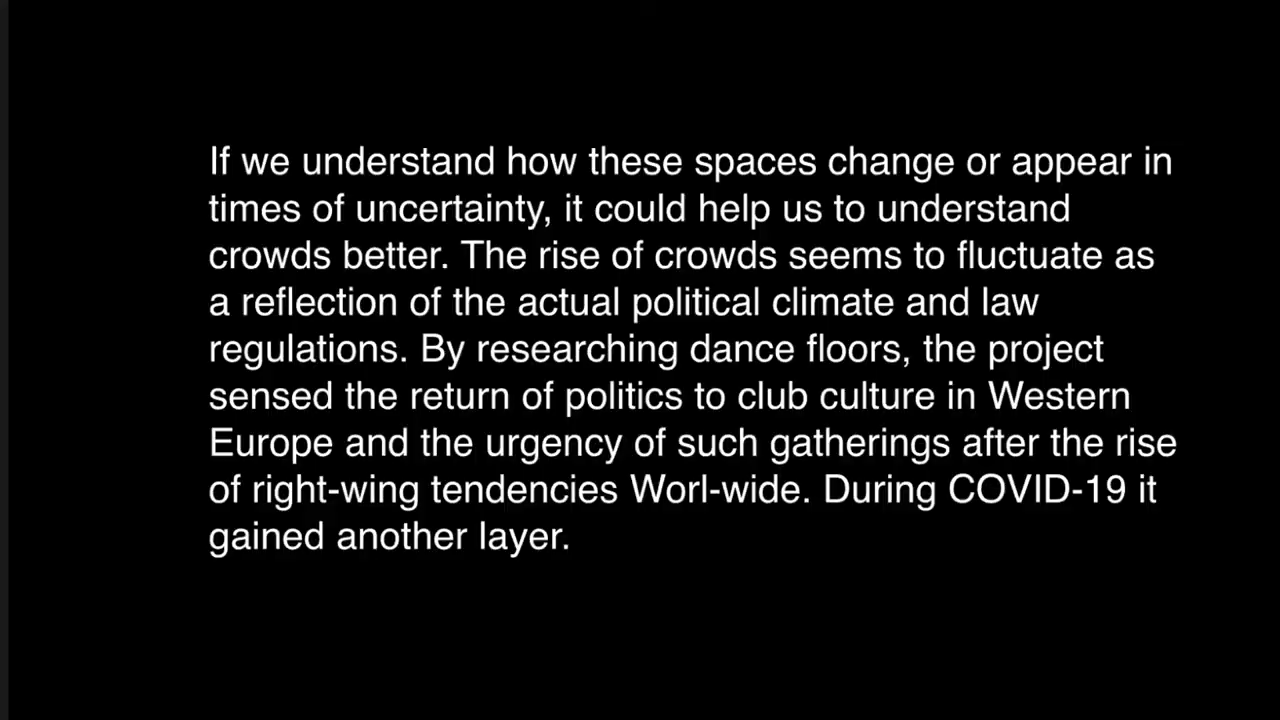 If we understand how these spaces change or appear in
times of uncertainty, it could help us to understand
crowds better. The rise of crowds seems to fluctuate as
a reflection of the actual political climate and law
regulations. By researching dance floors, the project
sensed the return of politics to club culture in Western
Europe and the urgency of such gatherings after the rise
of right-wing tendencies Worl-wide. During COVID-19 it
gained another layer.